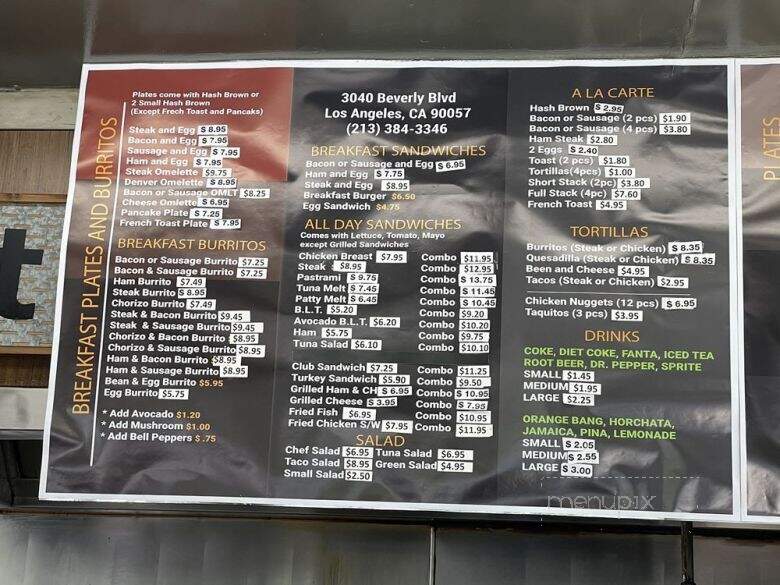 BREAKFAST PLATES AND BURRITOS
Plates come with Hash Brown or
2 Small Hash Brown
(Except Frech Toast and Pancaks)
Steak and Egg $ 8.95
Bacon and Egg $ 7.95
Sausage and Egg $ 7.95
Ham and Egg $ 7.95
Steak Omelette $9.75
Denver Omelette $ 8.95
Bacon or Sausage OMLT $8.25
Cheese Omlette $ 6.95
Pancake Plate $ 7.25
French Toast Plate $ 7.95
BREAKFAST BURRITOS
Bacon or Sausage Burrito $7.25
Bacon & Sausage Burrito $7.25
Ham Burrito $7.49
Steak Burrito $ 8.95
Chorizo Burrito $7.49
Steak & Bacon Burrito $9.45
Steak & Sausage Burrito $9.45
Chorizo & Bacon Burrito $8.95
Chorizo & Sausage Burrito $8.95
Ham & Bacon Burrito $8.95
Ham & Sausage Burrito $8.95
Bean & Egg Burrito $5.95
Egg Burrito $5.75
* Add Avocado $1.20
* Add Mushroom $1.00
* Add Bell Peppers $ .75
3040 Beverly Blvd
Los Angeles, CA 90057
(213) 384-3346
BREAKFAST SANDWICHES
Bacon or Sausage and Egg $ 6.95
Ham and Egg $ 7.75
Steak and Egg $8.95
Breakfast Burger $6.50
Egg Sandwich $4.75
ALL DAY SANDWICHES
Comes with Lettuce, Tomato, Mayo
except Grilled Sandwiches
Chicken Breast $7.95 Combo $11.95
Steak $8.95 Combo $12.95
Pastrami $ 9.75 Combo $ 13.75
Tuna Melt $ 7.45 Combo $ 11.45
Patty Melt $ 6.45 Combo $ 10.45
B.L.T. $5.20 Combo $9.20
Avocado B.L.T. $6.20 Combo $10.20
Ham $5.75 Combo $9.75
Tuna Salad $6.10 Combo $10.10
Club Sandwich $7.25 Combo $11.25
Turkey Sandwich $5.90 Combo $9.50
Grilled Ham & CH $ 6.95 Combo $ 10.95
Grilled Cheese $ 3.95 Combo $ 7.95
Fried Fish $6.95 Combo $10.95
Fried Chicken S/W $7.95 Combo $11.95
SALAD
Chef Salad $6.95 Tuna Salad $6.95
Taco Salad $8.95 Green Salad $4.95
Small Salad $2.50
A LA CARTE
Hash Brown $ 2.95
Bacon or Sausage (2 pcs) $1.90
Bacon or Sausage (4 pcs) $3.80
Ham Steak $2.80
2 Eggs $ 2.40
Toast (2 pcs) $1.80
Tortillas(4pcs) $1.00
Short Stack (2pc) $3.80
Full Stack (4pc) $7.60
French Toast $4.95
TORTILLAS
Burritos (Steak or Chicken) $ 8.35
Quesadilla (Steak or Chicken) $ 8.35
Been and Cheese $4.95
Tacos (Steak or Chicken) $2.95
Chicken Nuggets (12 pcs) $ 6.95
Taquitos (3 pcs) $3.95
DRINKS
COKE, DIET COKE, FANTA, ICED TEA
ROOT BEER, DR. PEPPER, SPRITE
SMALL $1.45
MEDIUM $1.95
LARGE $2.25
ORANGE BANG, HORCHATA,
JAMAICA, PINA, LEMONADE
SMALL $ 2.05
MEDIUM $ 2.55
LARGE $ 3.00
menupix
PLATES
t